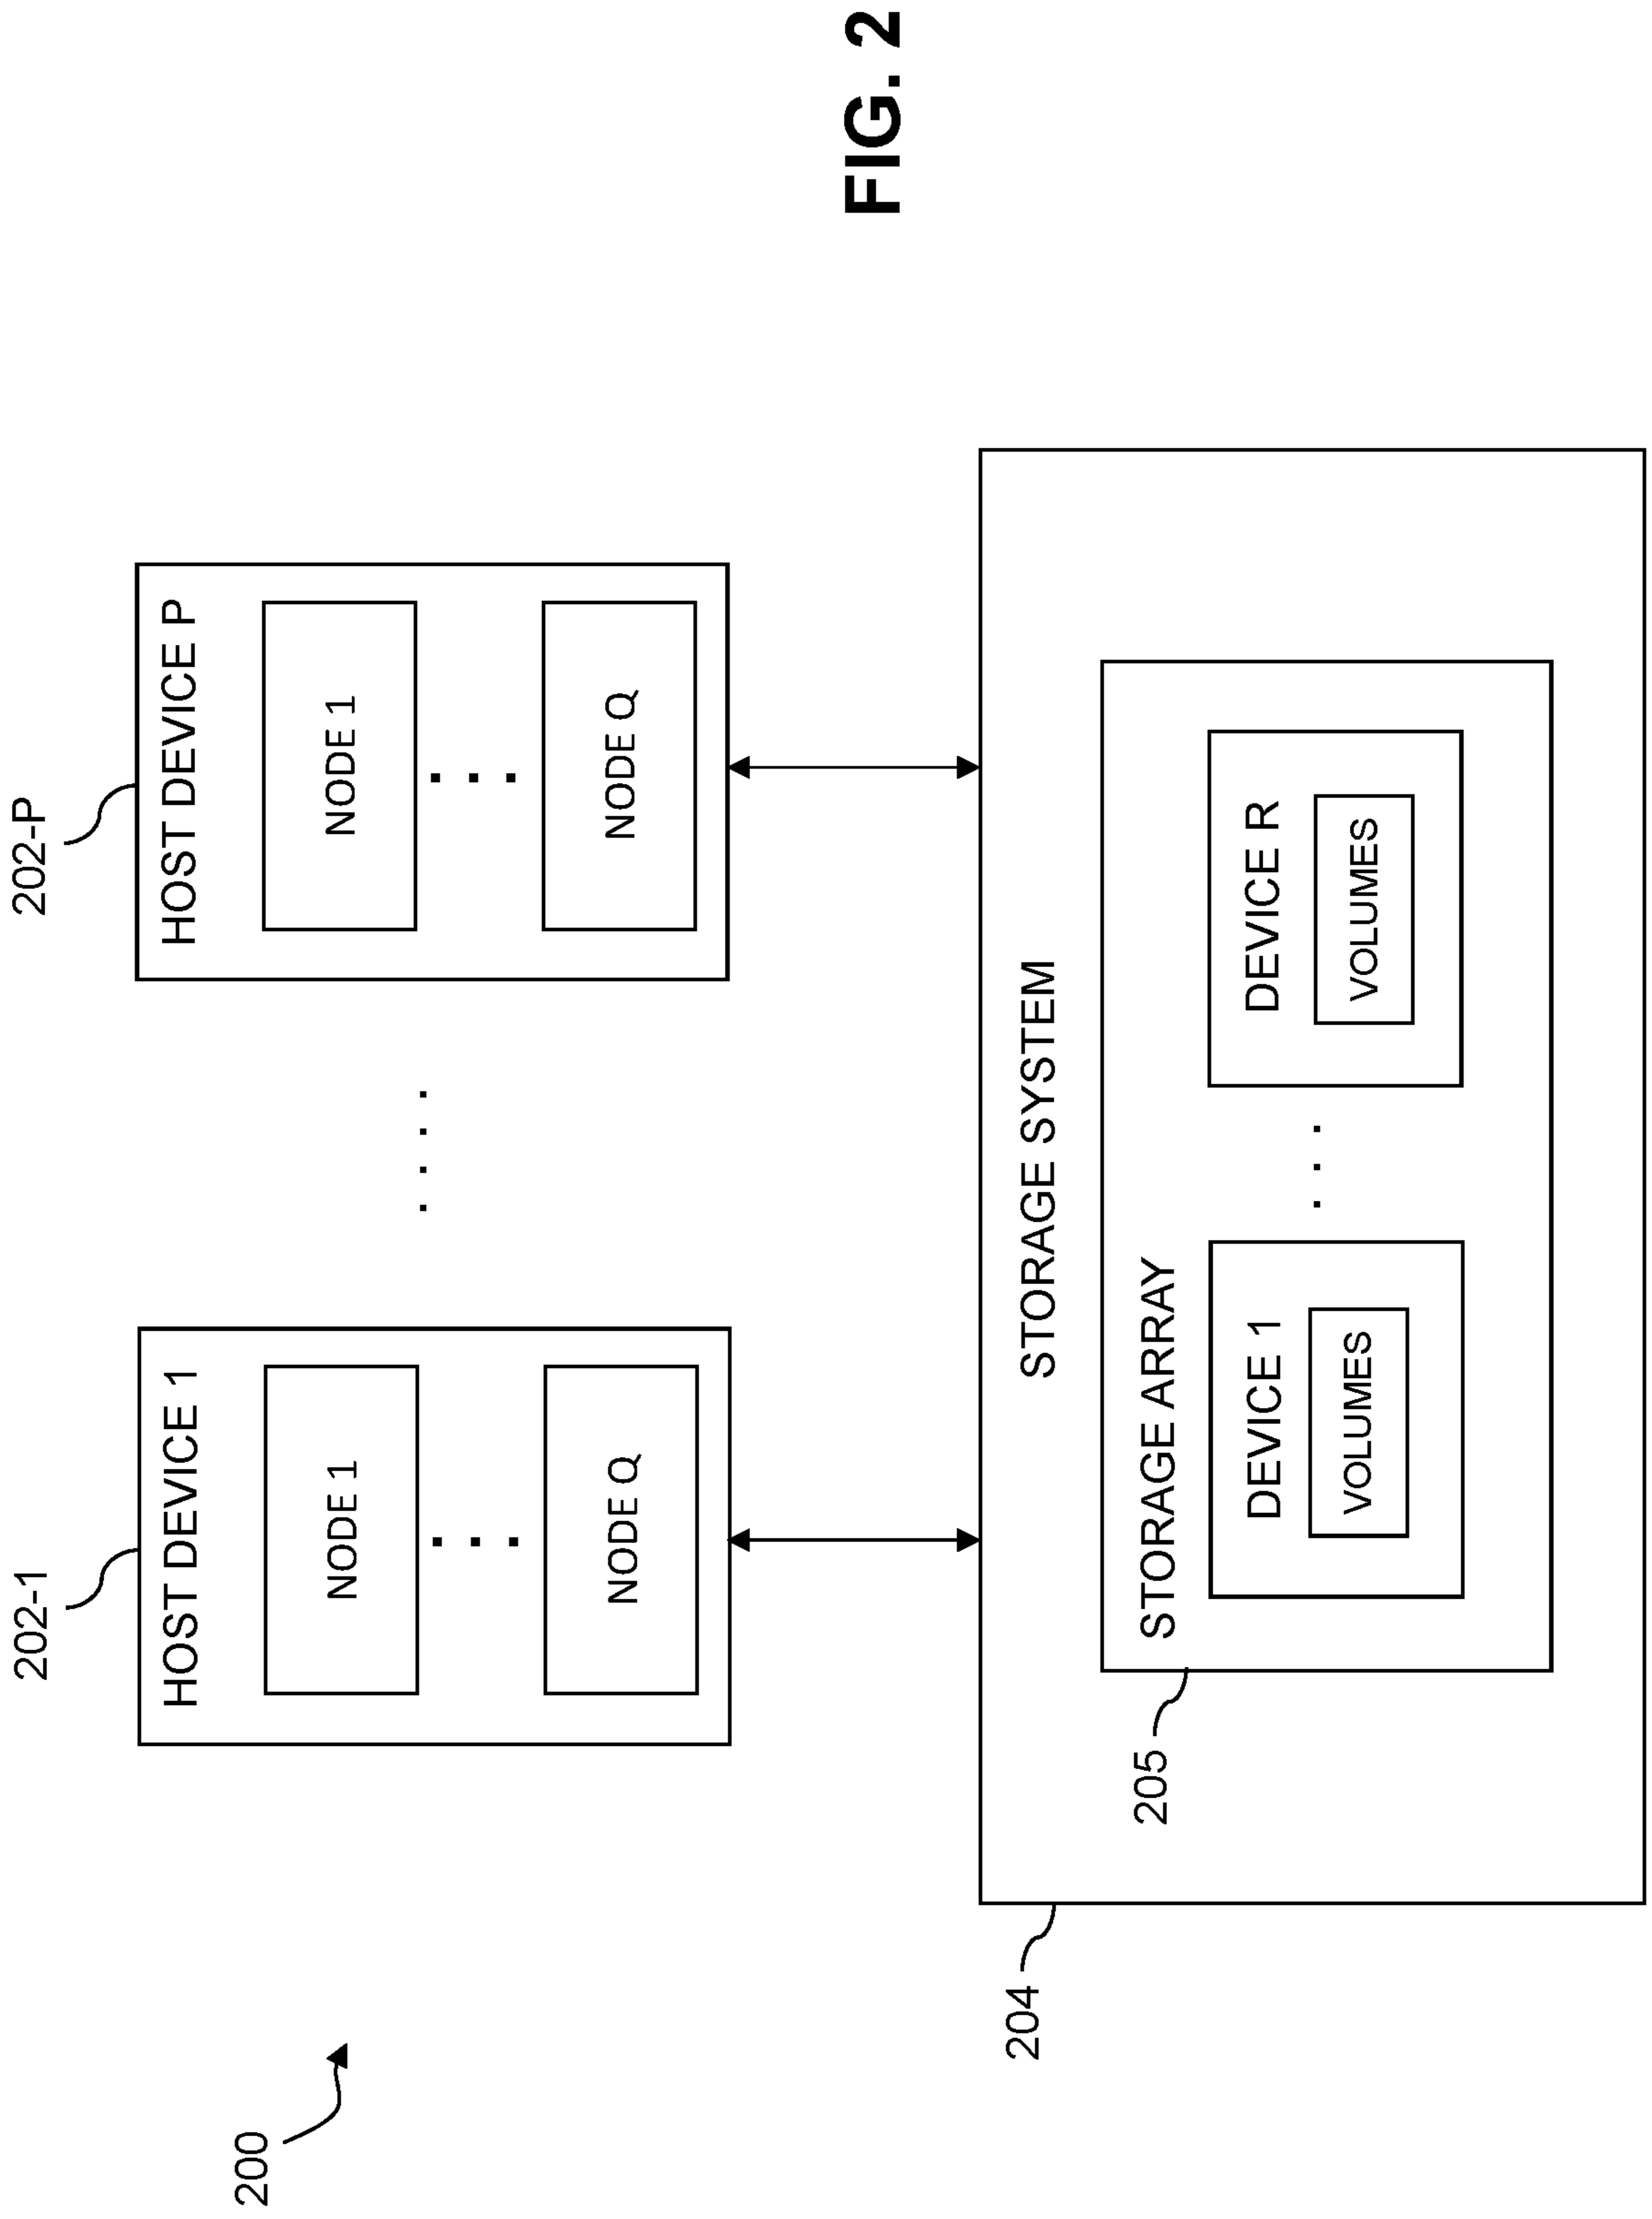 200
202-1
HOST DEVICE 1
NODE 1
. . .
NODE Q
. . . .
202-P
HOST DEVICE P
NODE 1
. . .
NODE Q
204
STORAGE SYSTEM
205
STORAGE ARRAY
DEVICE 1
VOLUMES
. . .
DEVICE R
VOLUMES
FIG. 2